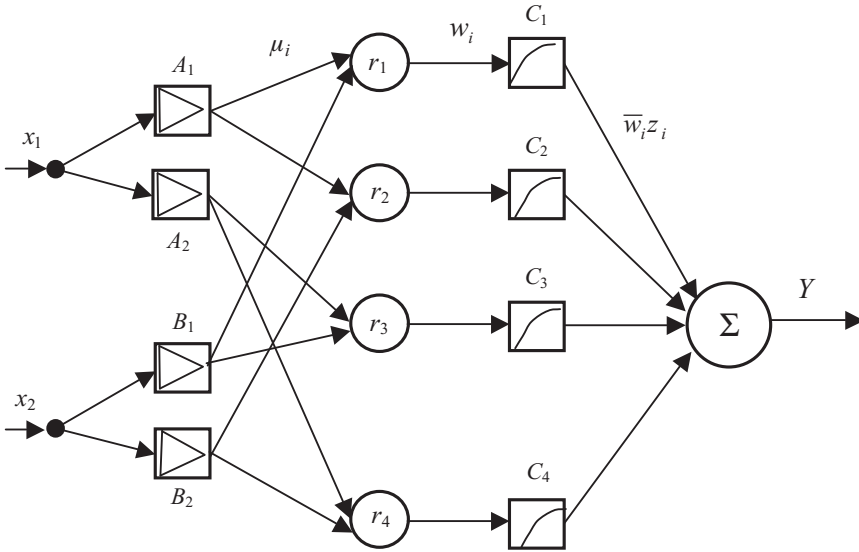 C₁
A₁
μᵢ
wᵢ
r₁
x₁
w̅ᵢzᵢ
C₂
A₂
r₂
C₃
B₁
r₃
Σ
Y
x₂
B₂
C₄
r₄